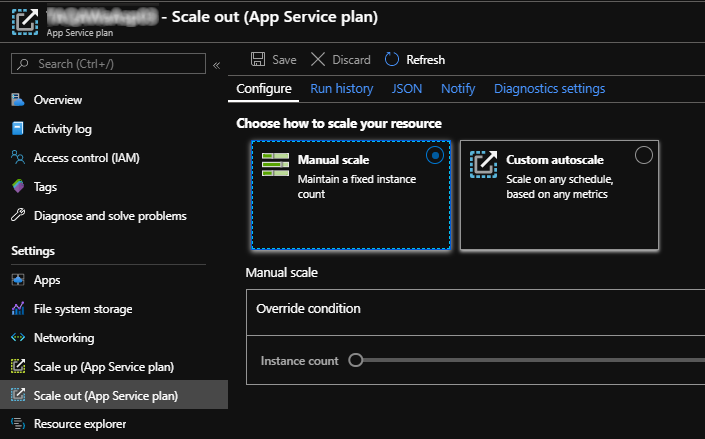 - Scale out (App Service plan)
App Service plan
Search (Ctrl+/)
«
Overview
Activity log
Access control (IAM)
Tags
Diagnose and solve problems
Settings
Apps
File system storage
Networking
Scale up (App Service plan)
Scale out (App Service plan)
Resource explorer
Save
Discard
Refresh
Configure Run history JSON Notify Diagnostics settings
Choose how to scale your resource
Manual scale
Maintain a fixed instance
count
Custom autoscale
Scale on any schedule,
based on any metrics
Manual scale
Override condition
Instance count